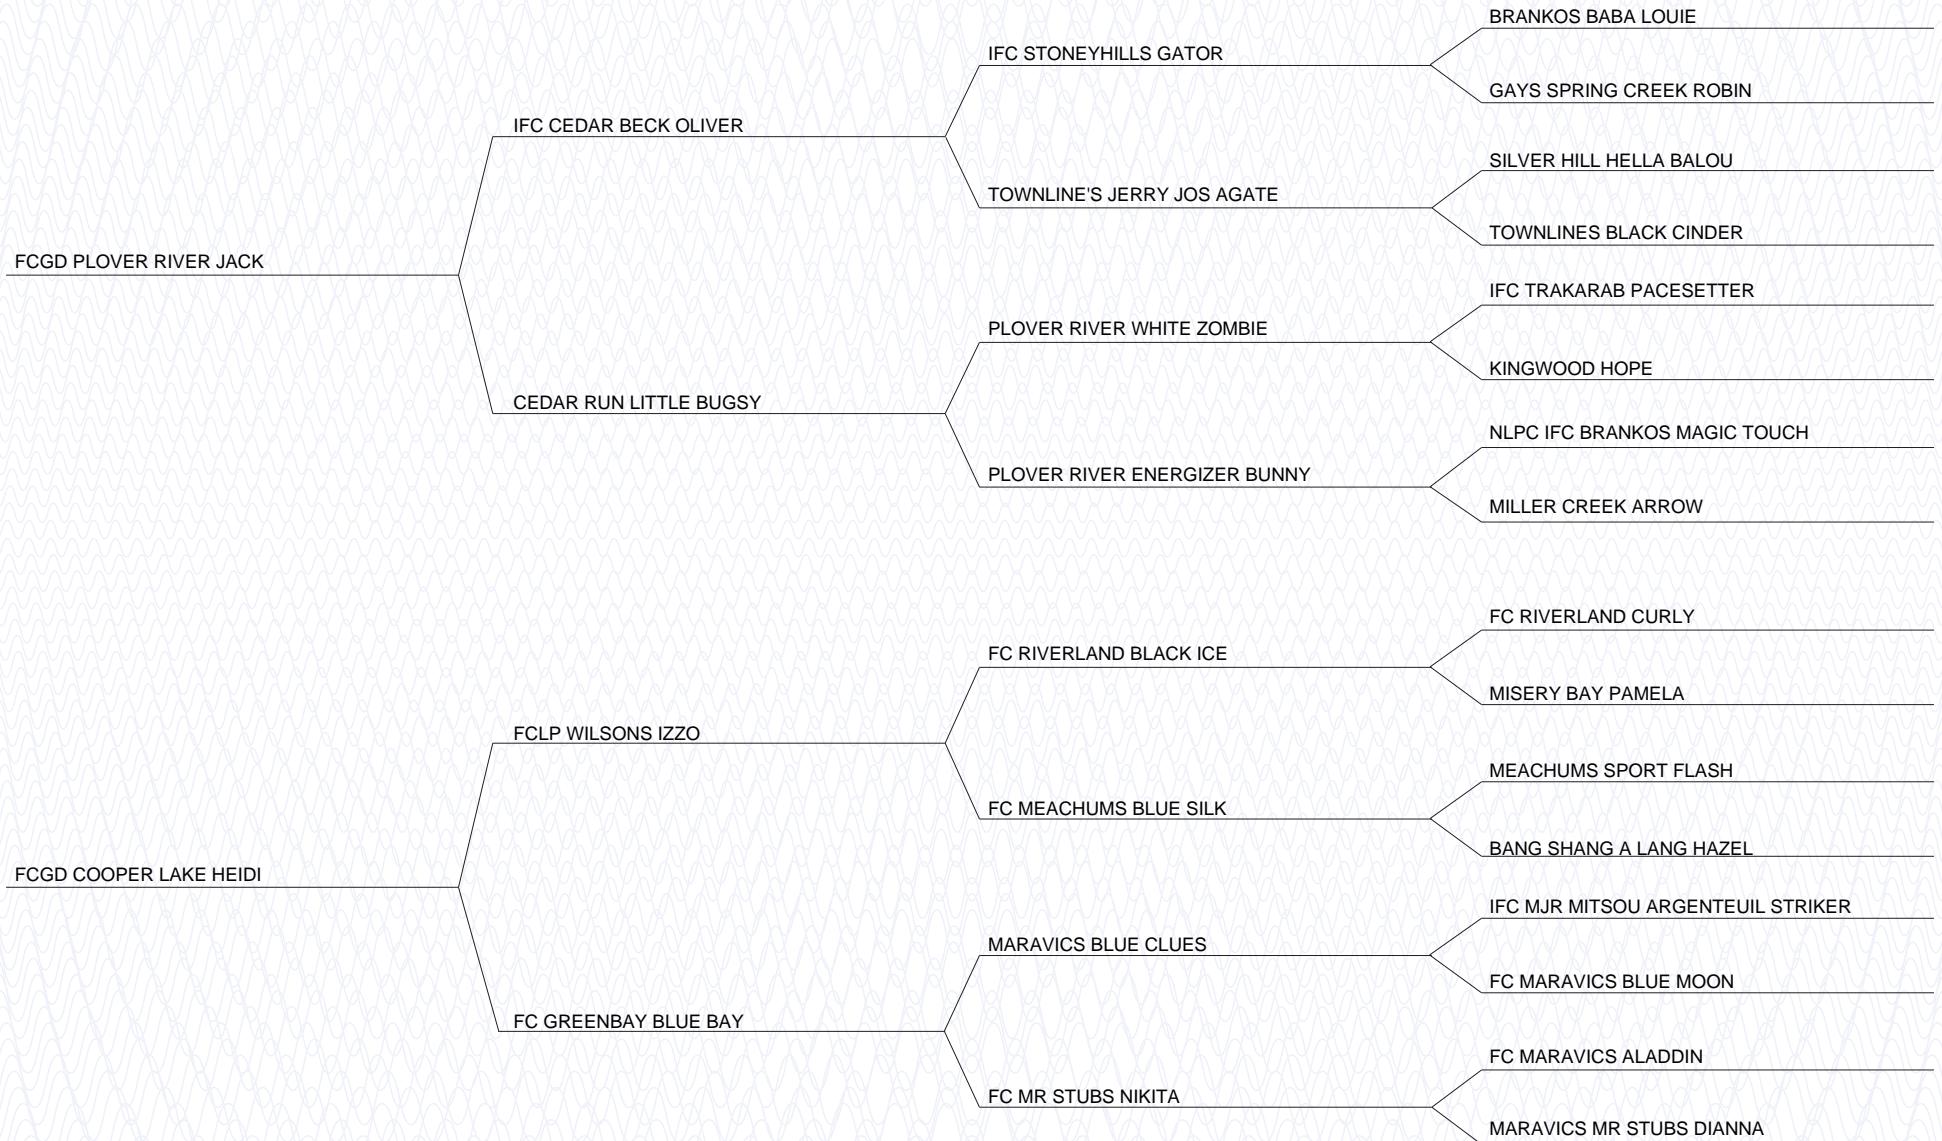 BRANKOS BABA LOUIE
IFC STONEYHILLS GATOR
GAYS SPRING CREEK ROBIN
IFC CEDAR BECK OLIVER
SILVER HILL HELLA BALOU
TOWNLINE'S JERRY JOS AGATE
TOWNLINES BLACK CINDER
FCGD PLOVER RIVER JACK
IFC TRAKARAB PACESETTER
PLOVER RIVER WHITE ZOMBIE
KINGWOOD HOPE
CEDAR RUN LITTLE BUGSY
NLPC IFC BRANKOS MAGIC TOUCH
PLOVER RIVER ENERGIZER BUNNY
MILLER CREEK ARROW
FC RIVERLAND CURLY
FC RIVERLAND BLACK ICE
MISERY BAY PAMELA
FCLP WILSONS IZZO
MEACHUMS SPORT FLASH
FC MEACHUMS BLUE SILK
BANG SHANG A LANG HAZEL
FCGD COOPER LAKE HEIDI
IFC MJR MITSOU ARGENTEUIL STRIKER
MARAVICS BLUE CLUES
FC MARAVICS BLUE MOON
FC GREENBAY BLUE BAY
FC MARAVICS ALADDIN
FC MR STUBS NIKITA
MARAVICS MR STUBS DIANNA